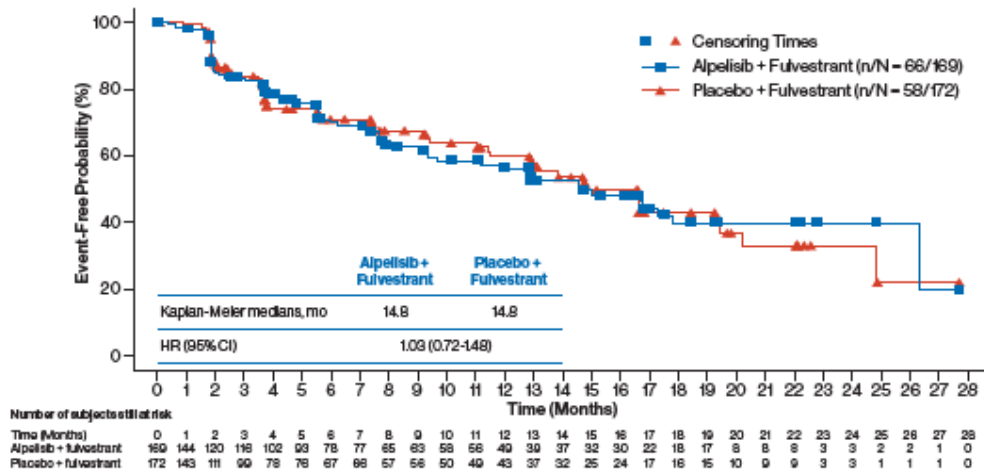 100
80
60
40
20
0
Event-Free Probability (%)
Censoring Times
Alpelisib + Fulvestrant (n/N = 66/169)
Placebo + Fulvestrant (n/N = 58/172)
Alpelisib + Fulvestrant Placebo + Fulvestrant
Kaplan-Meier medians, mo 14.8 14.8
HR (95% CI) 1.03 (0.72-1.48)
0 1 2 3 4 5 6 7 8 9 10 11 12 13 14 15 16 17 18 19 20 21 22 23 24 25 26 27 28
Time (Months)
Number of subjects still at risk
Time (Months) 0 1 2 3 4 5 6 7 8 9 10 11 12 13 14 15 16 17 18 19 20 21 22 23 24 25 26 27 28
Alpelisib + fulvestrant 169 144 120 116 102 93 78 77 65 63 58 56 49 39 37 32 30 22 18 17 8 8 8 3 3 2 2 1 0
Placebo + fulvestrant 172 143 111 99 78 76 67 66 57 56 50 49 43 37 32 25 24 17 16 15 10 9 9 3 3 1 1 1 0